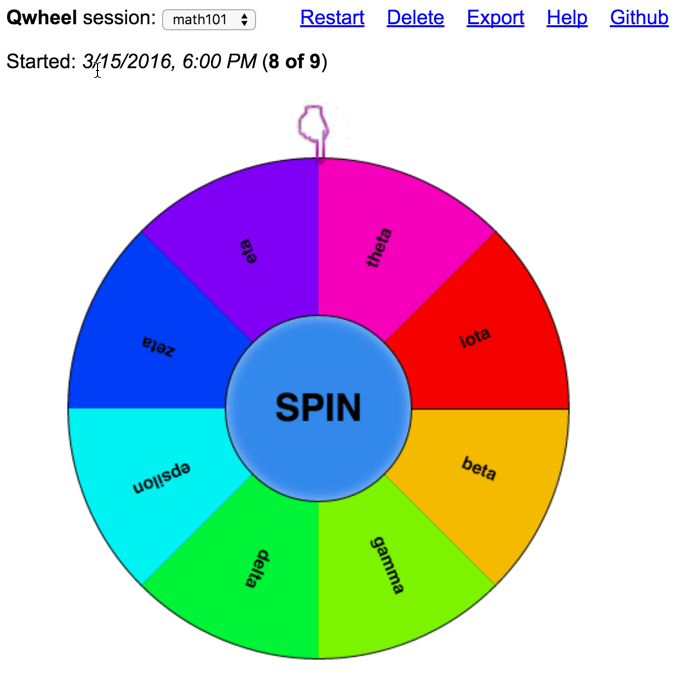 Qwheel session: math101 Restart Delete Export Help Github
Started: 3/15/2016, 6:00 PM (8 of 9)
eta
theta
zeta
iota
SPIN
epsilon
beta
delta
gamma